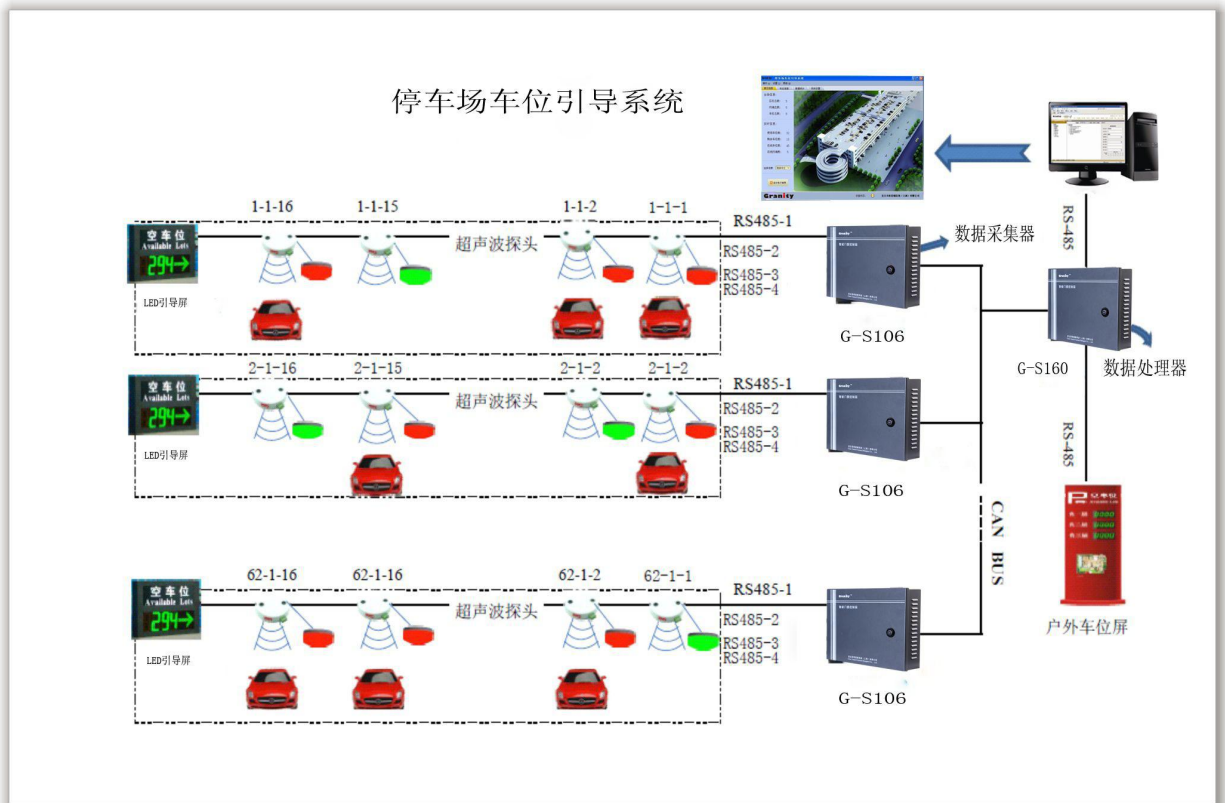 停车场车位引导系统
Granity
RS-485
1-1-16
1-1-15
1-1-2
1-1-1
RS485-1
空车位
Available Lots
294→
超声波探头
RS485-2
RS485-3
RS485-4
数据采集器
LED引导屏
G-S106
G-S160
数据处理器
2-1-16
2-1-15
2-1-2
2-1-2
RS485-1
空车位
Available Lots
294→
超声波探头
RS485-2
RS485-3
RS485-4
LED引导屏
G-S106
RS-485
P 空车位
CAN BUS
62-1-16
62-1-16
62-1-2
62-1-1
RS485-1
空车位
Available Lots
294→
超声波探头
RS485-2
RS485-3
RS485-4
LED引导屏
G-S106
户外车位屏